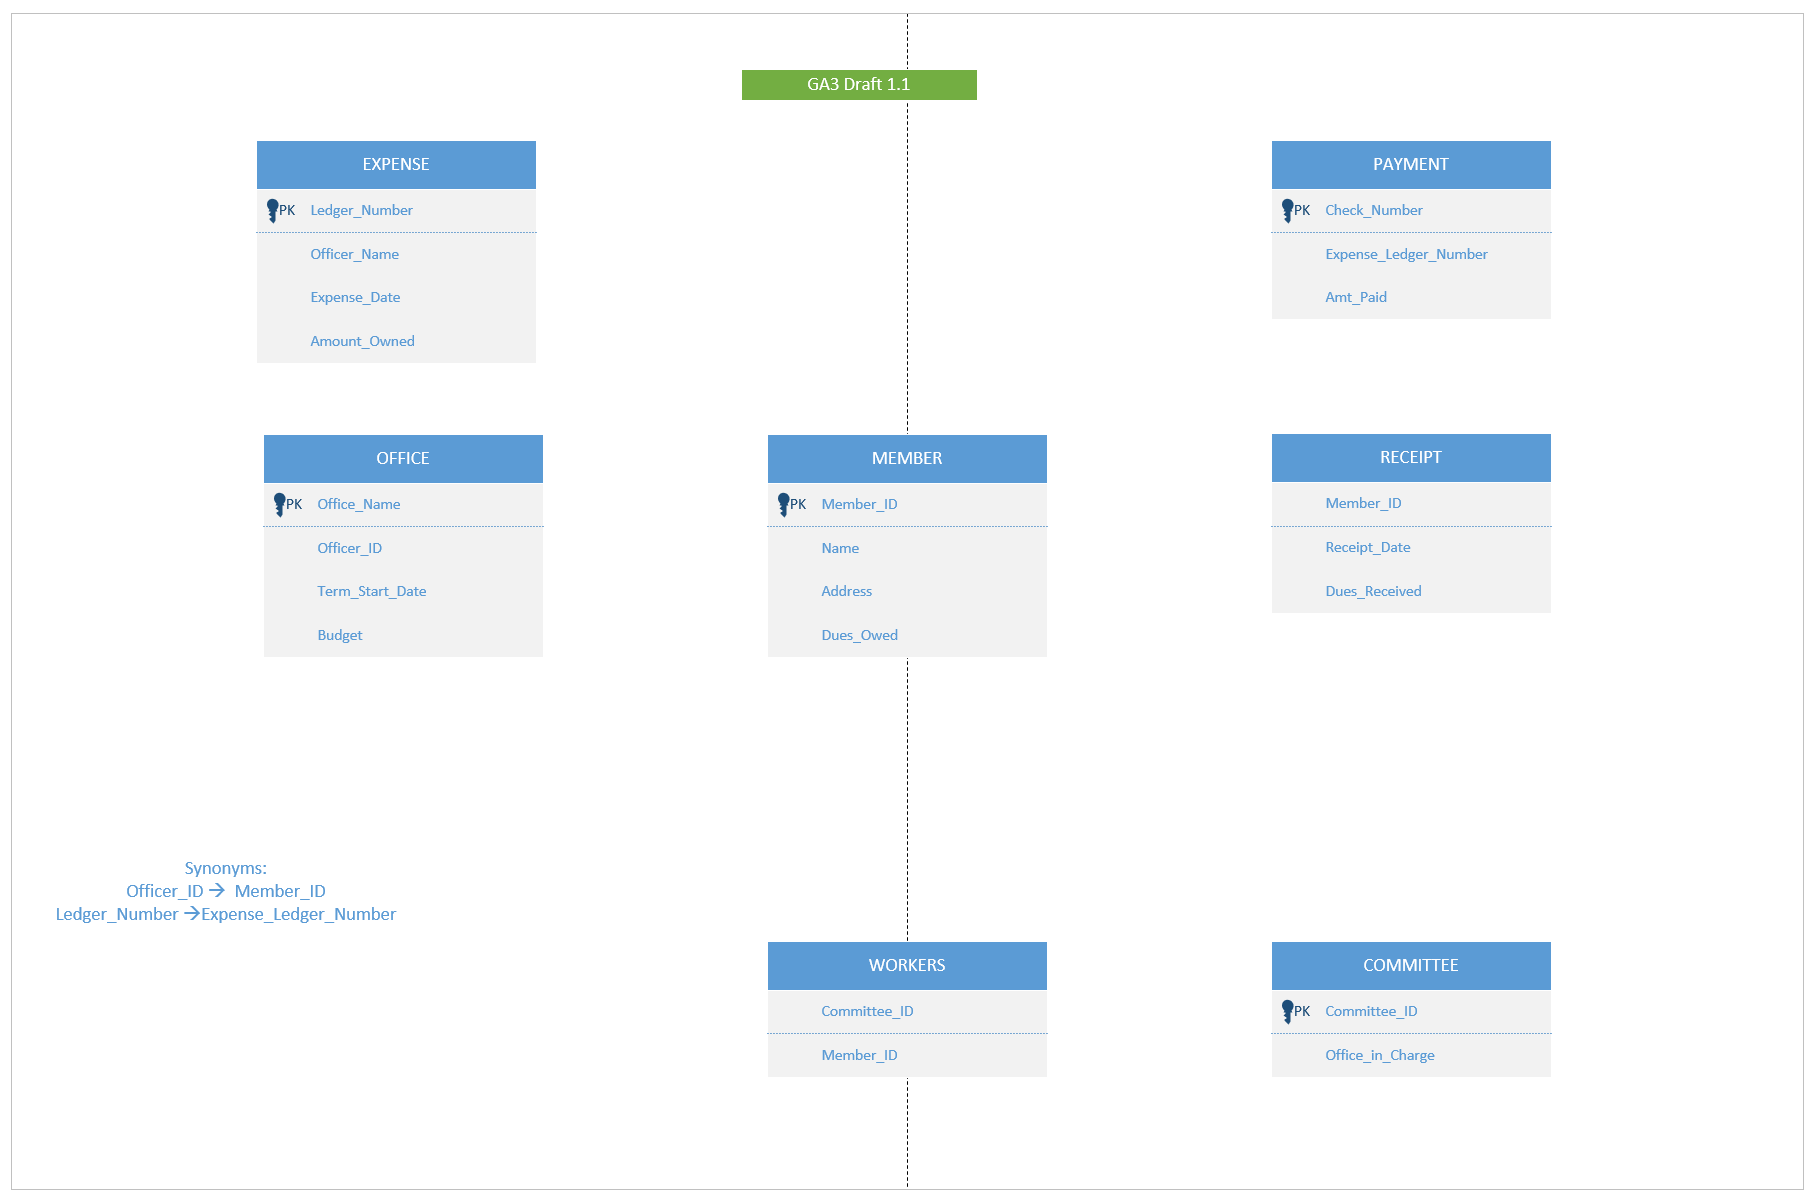 GA3 Draft 1.1
EXPENSE
PK Ledger_Number
Officer_Name
Expense_Date
Amount_Owned
PAYMENT
PK Check_Number
Expense_Ledger_Number
Amt_Paid
OFFICE
PK Office_Name
Officer_ID
Term_Start_Date
Budget
MEMBER
PK Member_ID
Name
Address
Dues_Owed
RECEIPT
Member_ID
Receipt_Date
Dues_Received
Synonyms:
Officer_ID → Member_ID
Ledger_Number →Expense_Ledger_Number
WORKERS
Committee_ID
Member_ID
COMMITTEE
PK Committee_ID
Office_in_Charge